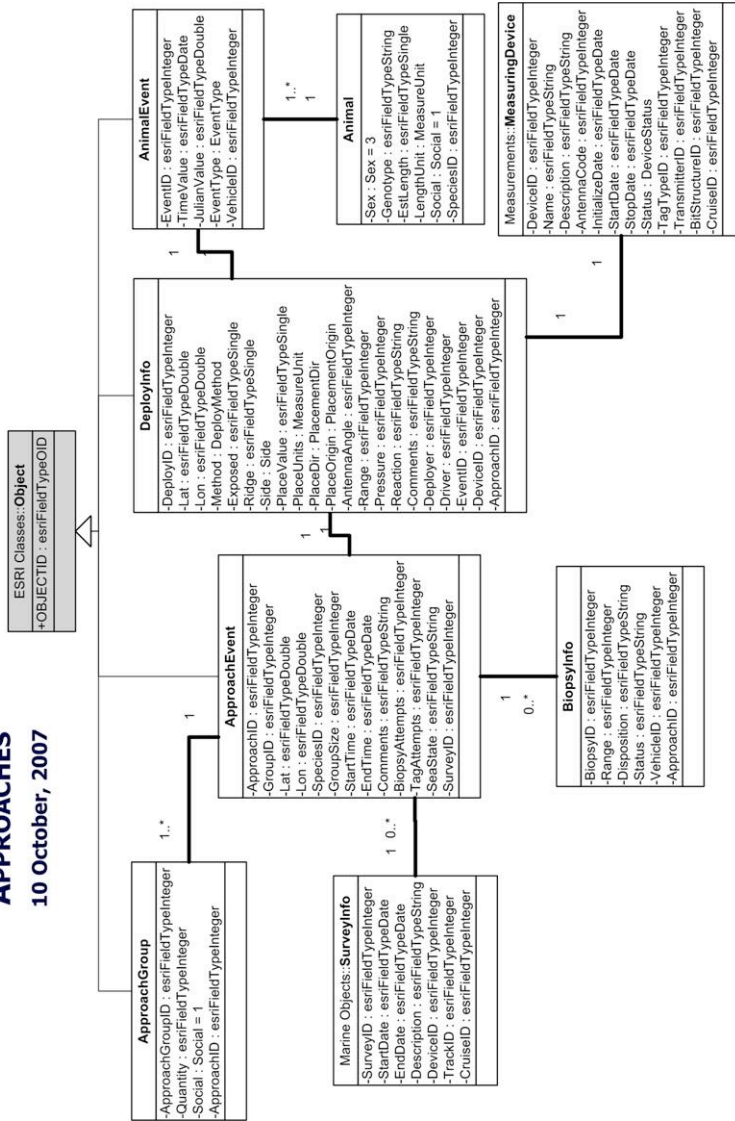 APPROACHES
10 October, 2007
ESRI Classes::Object
+OBJECTID : esriFieldTypeOID
ApproachGroup
-ApproachGroupID : esriFieldTypeInteger
-Quantity : esriFieldTypeInteger
-Social : Social = 1
-ApproachID : esriFieldTypeInteger
1..*
1
ApproachEvent
-ApproachID : esriFieldTypeInteger
-GroupID : esriFieldTypeInteger
-Lat : esriFieldTypeDouble
-Lon : esriFieldTypeDouble
-SpeciesID : esriFieldTypeInteger
-GroupSize : esriFieldTypeInteger
-StartTime : esriFieldTypeDate
-EndTime : esriFieldTypeDate
-Comments : esriFieldTypeString
-BiopsyAttempts : esriFieldTypeInteger
-TagAttempts : esriFieldTypeInteger
-SeaState : esriFieldTypeString
-SurveyID : esriFieldTypeInteger
1
1
DeployInfo
-DeployID : esriFieldTypeInteger
-Lat : esriFieldTypeDouble
-Lon : esriFieldTypeDouble
-Method : DeployMethod
-Exposed : esriFieldTypeSingle
-Ridge : esriFieldTypeSingle
-Side : Side
-PlaceValue : esriFieldTypeSingle
-PlaceUnits : MeasureUnit
-PlaceDir : PlacementDir
-PlaceOrigin : PlacementOrigin
-AntennaAngle : esriFieldTypeInteger
-Range : esriFieldTypeInteger
-Pressure : esriFieldTypeInteger
-Reaction : esriFieldTypeString
-Comments : esriFieldTypeString
-Deployer : esriFieldTypeInteger
-Driver : esriFieldTypeInteger
-EventID : esriFieldTypeInteger
-DeviceID : esriFieldTypeInteger
-ApproachID : esriFieldTypeInteger
1
1
AnimalEvent
-EventID : esriFieldTypeInteger
-TimeValue : esriFieldTypeDate
-JulianValue : esriFieldTypeDouble
-EventType : EventType
-VehicleID : esriFieldTypeInteger
1..*
1
Animal
-Sex : Sex = 3
-Genotype : esriFieldTypeString
-EstLength : esriFieldTypeSingle
-LengthUnit : MeasureUnit
-Social : Social = 1
-SpeciesID : esriFieldTypeInteger
Marine Objects::SurveyInfo
-SurveyID : esriFieldTypeInteger
-StartDate : esriFieldTypeDate
-EndDate : esriFieldTypeDate
-Description : esriFieldTypeString
-DeviceID : esriFieldTypeInteger
-TrackID : esriFieldTypeInteger
-CruiseID : esriFieldTypeInteger
1
0..*
1
0..*
BiopsyInfo
-BiopsyID : esriFieldTypeInteger
-Range : esriFieldTypeInteger
-Disposition : esriFieldTypeString
-Status : esriFieldTypeString
-VehicleID : esriFieldTypeInteger
-ApproachID : esriFieldTypeInteger
1
1
Measurements::MeasuringDevice
-DeviceID : esriFieldTypeInteger
-Name : esriFieldTypeString
-Description : esriFieldTypeString
-AntennaCode : esriFieldTypeInteger
-InitializeDate : esriFieldTypeDate
-StartDate : esriFieldTypeDate
-StopDate : esriFieldTypeDate
-Status : DeviceStatus
-TagTypeID : esriFieldTypeInteger
-TransmitterID : esriFieldTypeInteger
-BitStructureID : esriFieldTypeInteger
-CruiseID : esriFieldTypeInteger